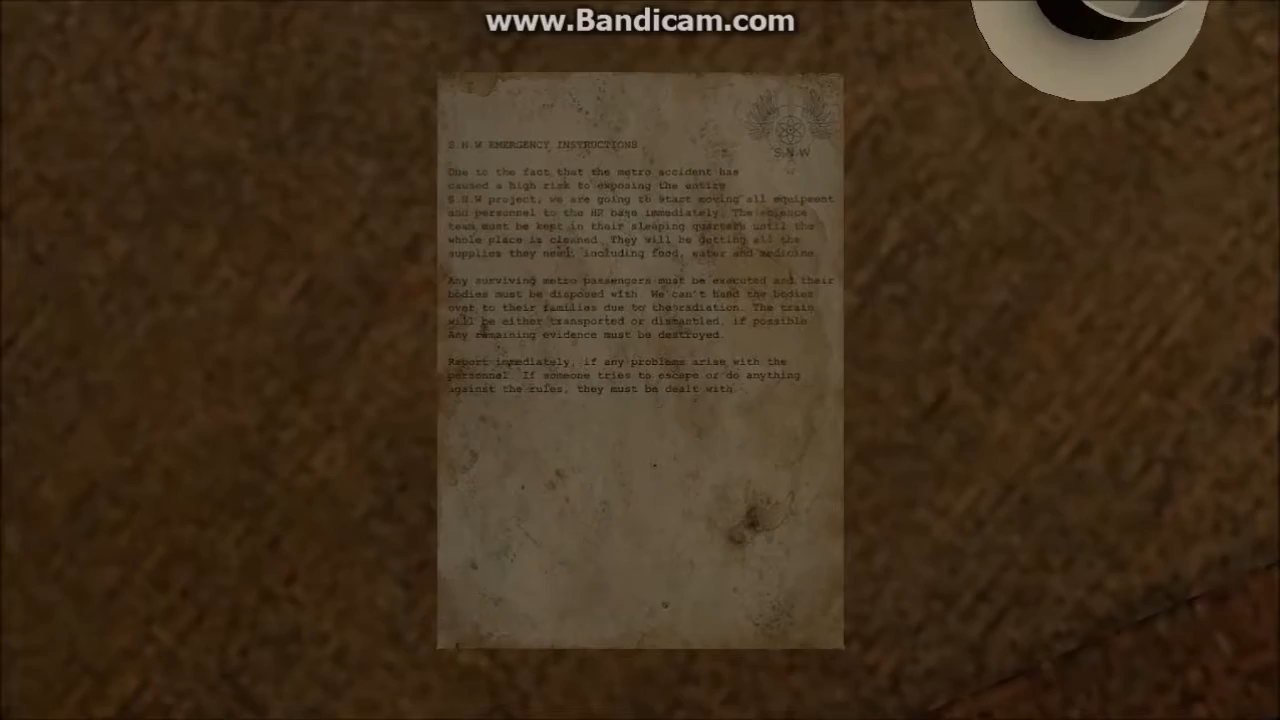 www.Bandicam.com
S.N.W
S.N.W EMERGENCY INSTRUCTIONS
Due to the fact that the metro accident has
caused a high risk to exposing the entire
S.N.W project, we are going to start moving all equipment
and personnel to the HR base immediately. The science
team must be kept in their sleeping quarters until the
whole place is cleaned. They will be getting all the
supplies they need, including food, water and medicine.
Any surviving metro passengers must be executed and their
bodies must be disposed with. We can't hand the bodies
over to their families due to the radiation. The train
will be either transported or dismantled, if possible.
Any remaining evidence must be destroyed.
Report immediately, if any problems arise with the
personnel. If someone tries to escape or do anything
against the rules, they must be dealt with.